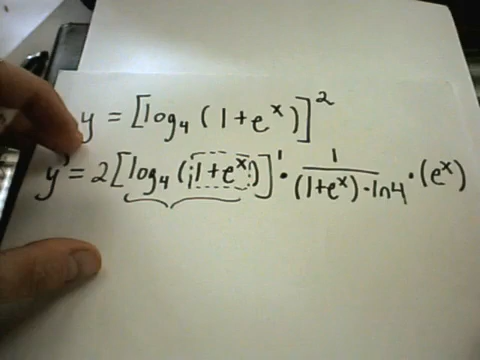 y = [log₄ (1+eˣ)]²
y' = 2[log₄ (1+eˣ)]¹ · 1/((1+eˣ)·ln4) · (eˣ)